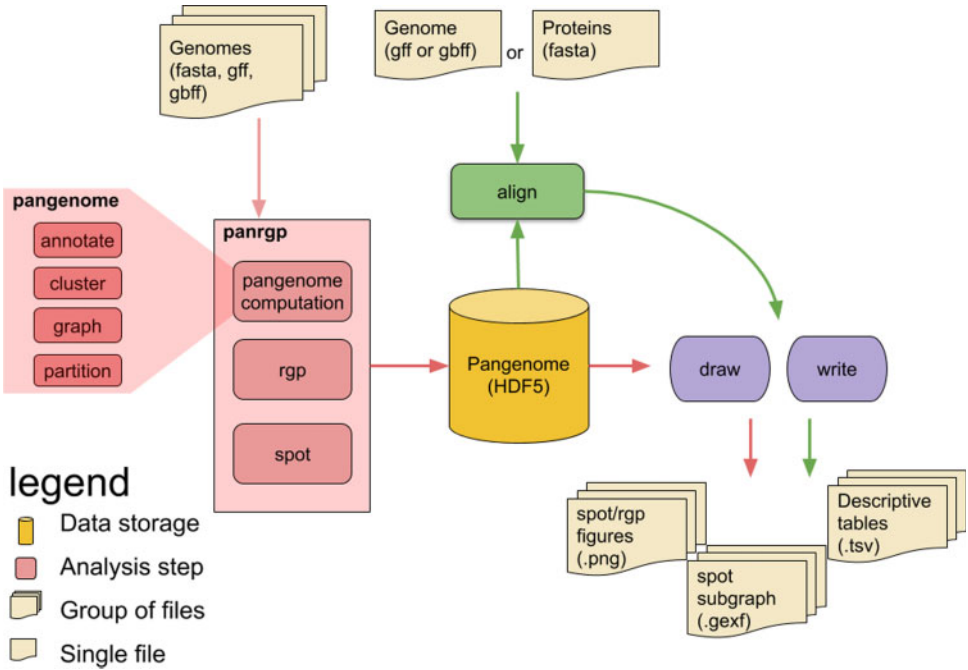 Genomes
(fasta, gff,
gbff)
Genome
(gff or gbff)
or
Proteins
(fasta)
align
pangenome
annotate
cluster
graph
partition
panrgp
pangenome
computation
rgp
spot
Pangenome
(HDF5)
draw
write
legend
Data storage
Analysis step
Group of files
Single file
spot/rgp
figures
(.png)
spot
subgraph
(.gexf)
Descriptive
tables
(.tsv)